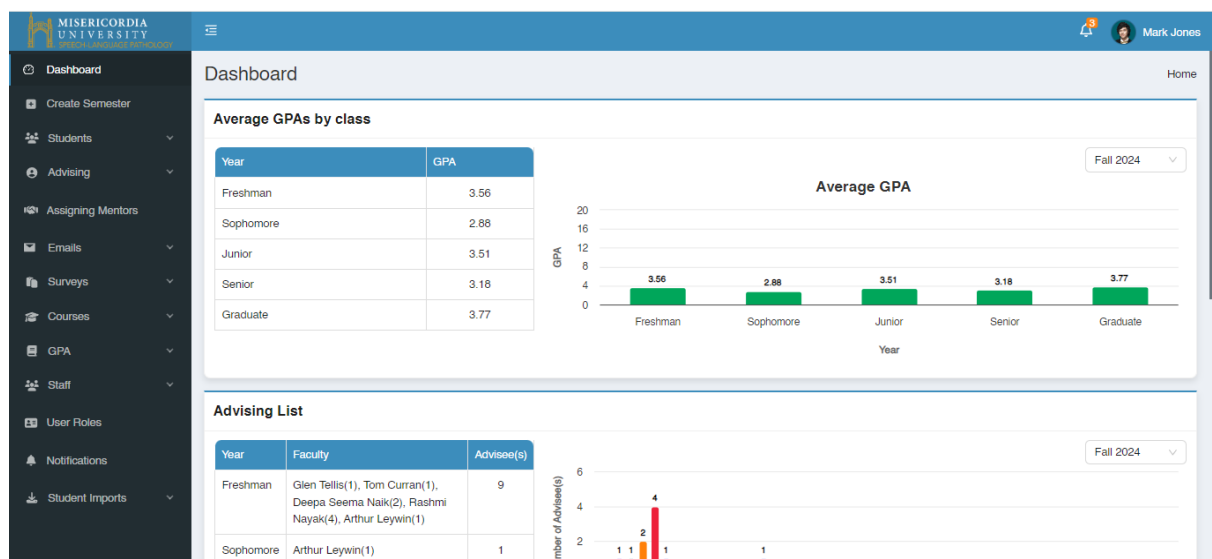 MISERICORDIA
UNIVERSITY
SPEECH-LANGUAGE PATHOLOGY
3
Mark Jones
Dashboard
Create Semester
Students
Advising
Assigning Mentors
Emails
Surveys
Courses
GPA
Staff
User Roles
Notifications
Student Imports
Dashboard
Home
Average GPAs by class
Year GPA
Freshman 3.56
Sophomore 2.88
Junior 3.51
Senior 3.18
Graduate 3.77
Fall 2024
Average GPA
20
16
12
8
4
0
GPA
3.56 2.88 3.51 3.18 3.77
Freshman Sophomore Junior Senior Graduate
Year
Advising List
Year Faculty Advisee(s)
Freshman Glen Tellis(1), Tom Curran(1), 9
Deepa Seema Naik(2), Rashmi
Nayak(4), Arthur Leywin(1)
Sophomore Arthur Leywin(1) 1
Fall 2024
6
4
2
mber of Advisee(s)
4
2
1 1 1 1